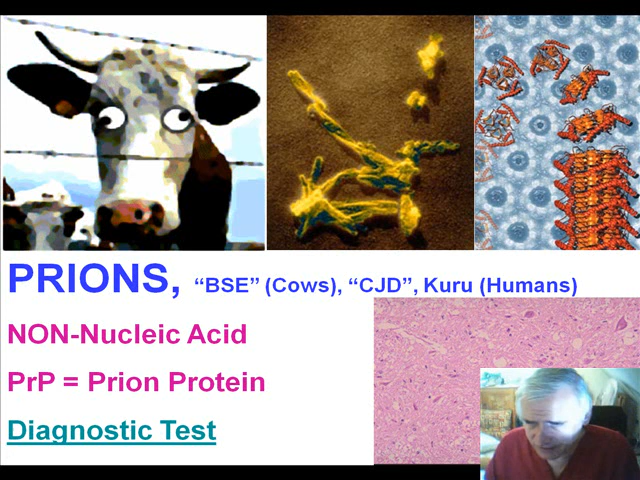 PRIONS, “BSE” (Cows), “CJD”, Kuru (Humans)
NON-Nucleic Acid
PrP = Prion Protein
Diagnostic Test